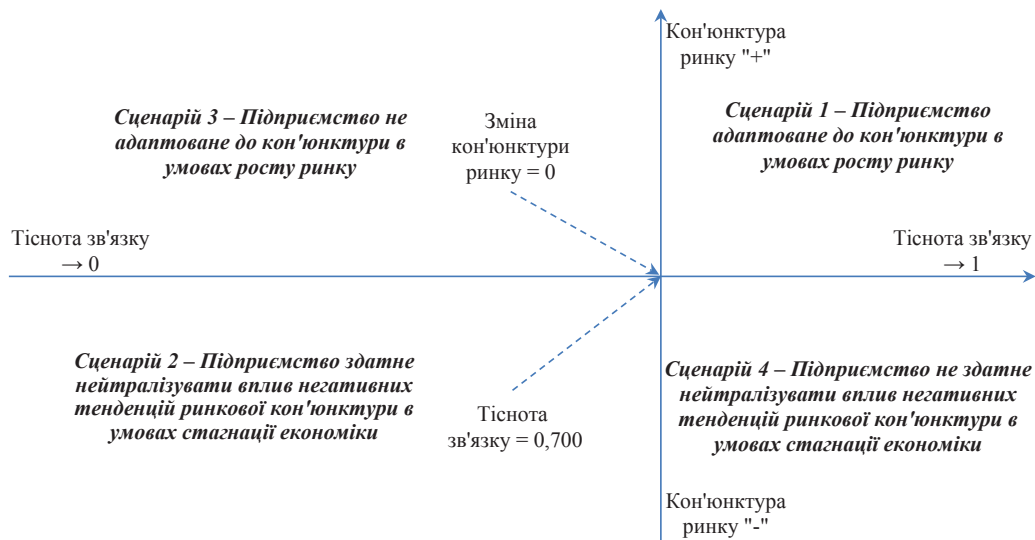 Кон'юнктура
ринку "+"
Сценарій 3 – Підприємство не
адаптоване до кон'юнктури в
умовах росту ринку
Зміна
кон'юнктури
ринку = 0
Сценарій 1 – Підприємство
адаптоване до кон'юнктури в
умовах росту ринку
Тіснота зв'язку
→ 0
Тіснота зв'язку
→ 1
Сценарій 2 – Підприємство здатне
нейтралізувати вплив негативних
тенденцій ринкової кон'юнктури в
умовах стагнації економіки
Тіснота
зв'язку = 0,700
Сценарій 4 – Підприємство не здатне
нейтралізувати вплив негативних
тенденцій ринкової кон'юнктури в
умовах стагнації економіки
Кон'юнктура
ринку "-"